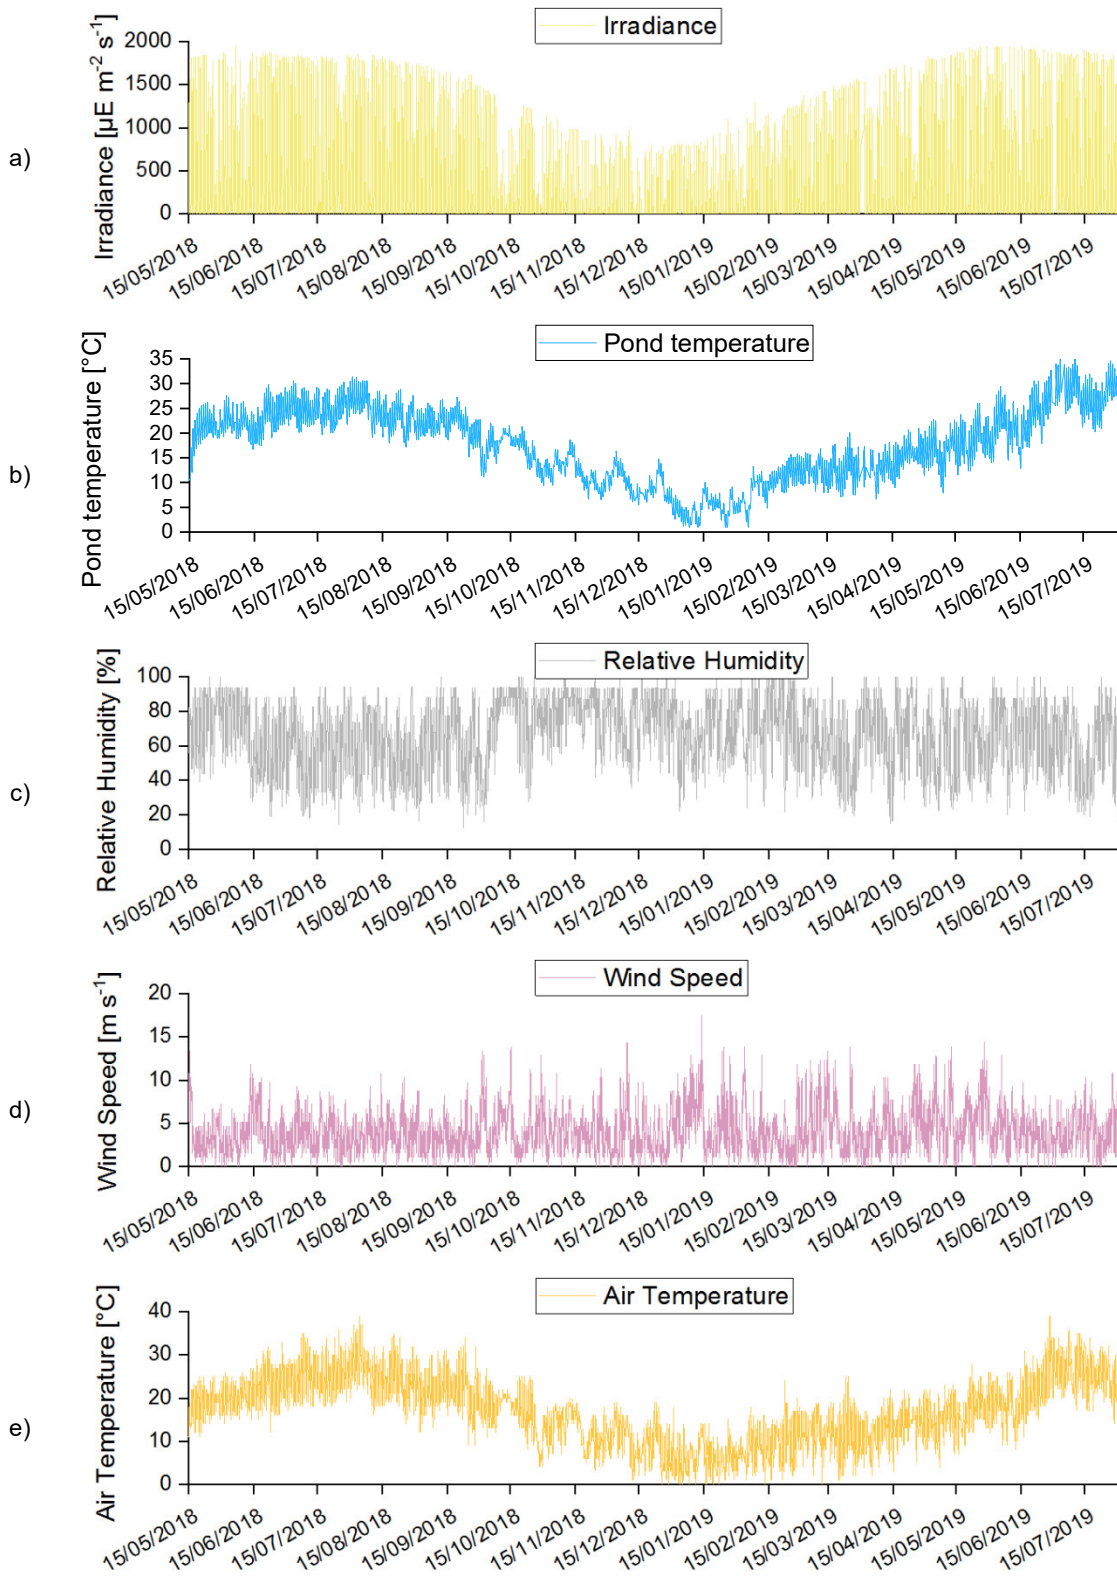 Irradiance
a)
Irradiance [µE m-2 s-1]
2000
1500
1000
500
0
15/05/2018 15/06/2018 15/07/2018 15/08/2018 15/09/2018 15/10/2018 15/11/2018 15/12/2018 15/01/2019 15/02/2019 15/03/2019 15/04/2019 15/05/2019 15/06/2019 15/07/2019
Pond temperature
b)
Pond temperature [°C]
35
30
25
20
15
10
5
0
15/05/2018 15/06/2018 15/07/2018 15/08/2018 15/09/2018 15/10/2018 15/11/2018 15/12/2018 15/01/2019 15/02/2019 15/03/2019 15/04/2019 15/05/2019 15/06/2019 15/07/2019
Relative Humidity
c)
Relative Humidity [%]
100
80
60
40
20
0
15/05/2018 15/06/2018 15/07/2018 15/08/2018 15/09/2018 15/10/2018 15/11/2018 15/12/2018 15/01/2019 15/02/2019 15/03/2019 15/04/2019 15/05/2019 15/06/2019 15/07/2019
Wind Speed
d)
Wind Speed [m s-1]
20
15
10
5
0
15/05/2018 15/06/2018 15/07/2018 15/08/2018 15/09/2018 15/10/2018 15/11/2018 15/12/2018 15/01/2019 15/02/2019 15/03/2019 15/04/2019 15/05/2019 15/06/2019 15/07/2019
Air Temperature
e)
Air Temperature [°C]
40
30
20
10
0
15/05/2018 15/06/2018 15/07/2018 15/08/2018 15/09/2018 15/10/2018 15/11/2018 15/12/2018 15/01/2019 15/02/2019 15/03/2019 15/04/2019 15/05/2019 15/06/2019 15/07/2019